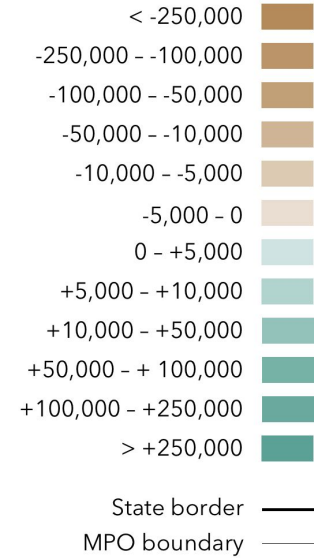 < -250,000
-250,000 – -100,000
-100,000 – -50,000
-50,000 – -10,000
-10,000 – -5,000
-5,000 – 0
0 – +5,000
+5,000 – +10,000
+10,000 – +50,000
+50,000 – + 100,000
+100,000 – +250,000
> +250,000
State border
MPO boundary